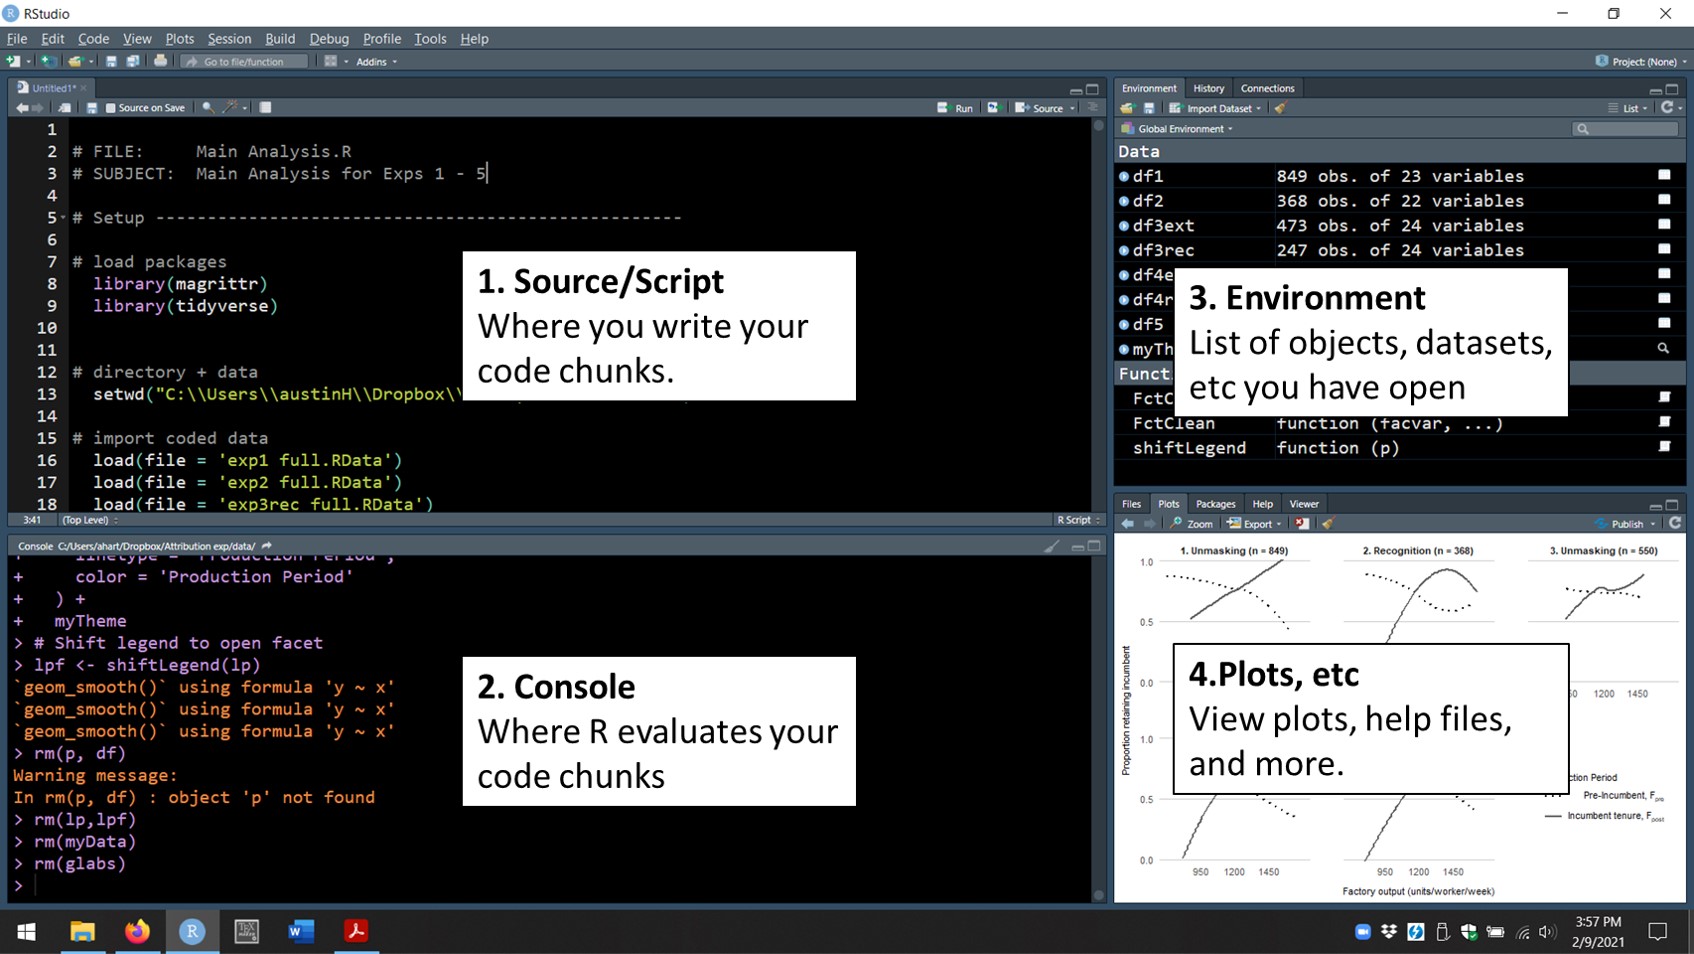 RStudio
File Edit Code View Plots Session Build Debug Profile Tools Help
Go to file/function Addins Project: (None)
Untitled1*
Source on Save Run Source
1
2 # FILE: Main Analysis.R
3 # SUBJECT: Main Analysis for Exps 1 - 5
4
5 # Setup ---------------------------------------------------
6
7 # load packages
8 library(magrittr)
9 library(tidyverse)
10
11
12 # directory + data
13 setwd("C:\\Users\\austinH\\Dropbox\\
14
15 # import coded data
16 load(file = 'exp1 full.RData')
17 load(file = 'exp2 full.RData')
18 load(file = 'exp3rec full.RData')
3:41 (Top Level) R Script
1. Source/Script
Where you write your
code chunks.
Console C:/Users/ahart/Dropbox/Attribution exp/data/
+ linetype = 'Production Period',
+ color = 'Production Period'
+ ) +
+ myTheme
> # Shift legend to open facet
> lpf <- shiftLegend(lp)
`geom_smooth()` using formula 'y ~ x'
`geom_smooth()` using formula 'y ~ x'
`geom_smooth()` using formula 'y ~ x'
> rm(p, df)
Warning message:
In rm(p, df) : object 'p' not found
> rm(lp,lpf)
> rm(myData)
> rm(glabs)
>
2. Console
Where R evaluates your
code chunks
Environment History Connections
Import Dataset List
Global Environment
Data
df1 849 obs. of 23 variables
df2 368 obs. of 22 variables
df3ext 473 obs. of 24 variables
df3rec 247 obs. of 24 variables
df4e
df4r
df5
myTh
Funct
FctC
FctClean function (facvar, ...)
shiftLegend function (p)
3. Environment
List of objects, datasets,
etc you have open
Files Plots Packages Help Viewer
Zoom Export Publish
1. Unmasking (n = 849) 2. Recognition (n = 368) 3. Unmasking (n = 550)
1.0
0.5
0.0
1200 1450
1.0
0.5
0.0
Proportion retaining incumbent
950 1200 1450 950 1200 1450
Factory output (units/worker/week)
ction Period
Pre-Incumbent, Fpre
Incumbent tenure, Fpost
4.Plots, etc
View plots, help files,
and more.
3:57 PM
2/9/2021